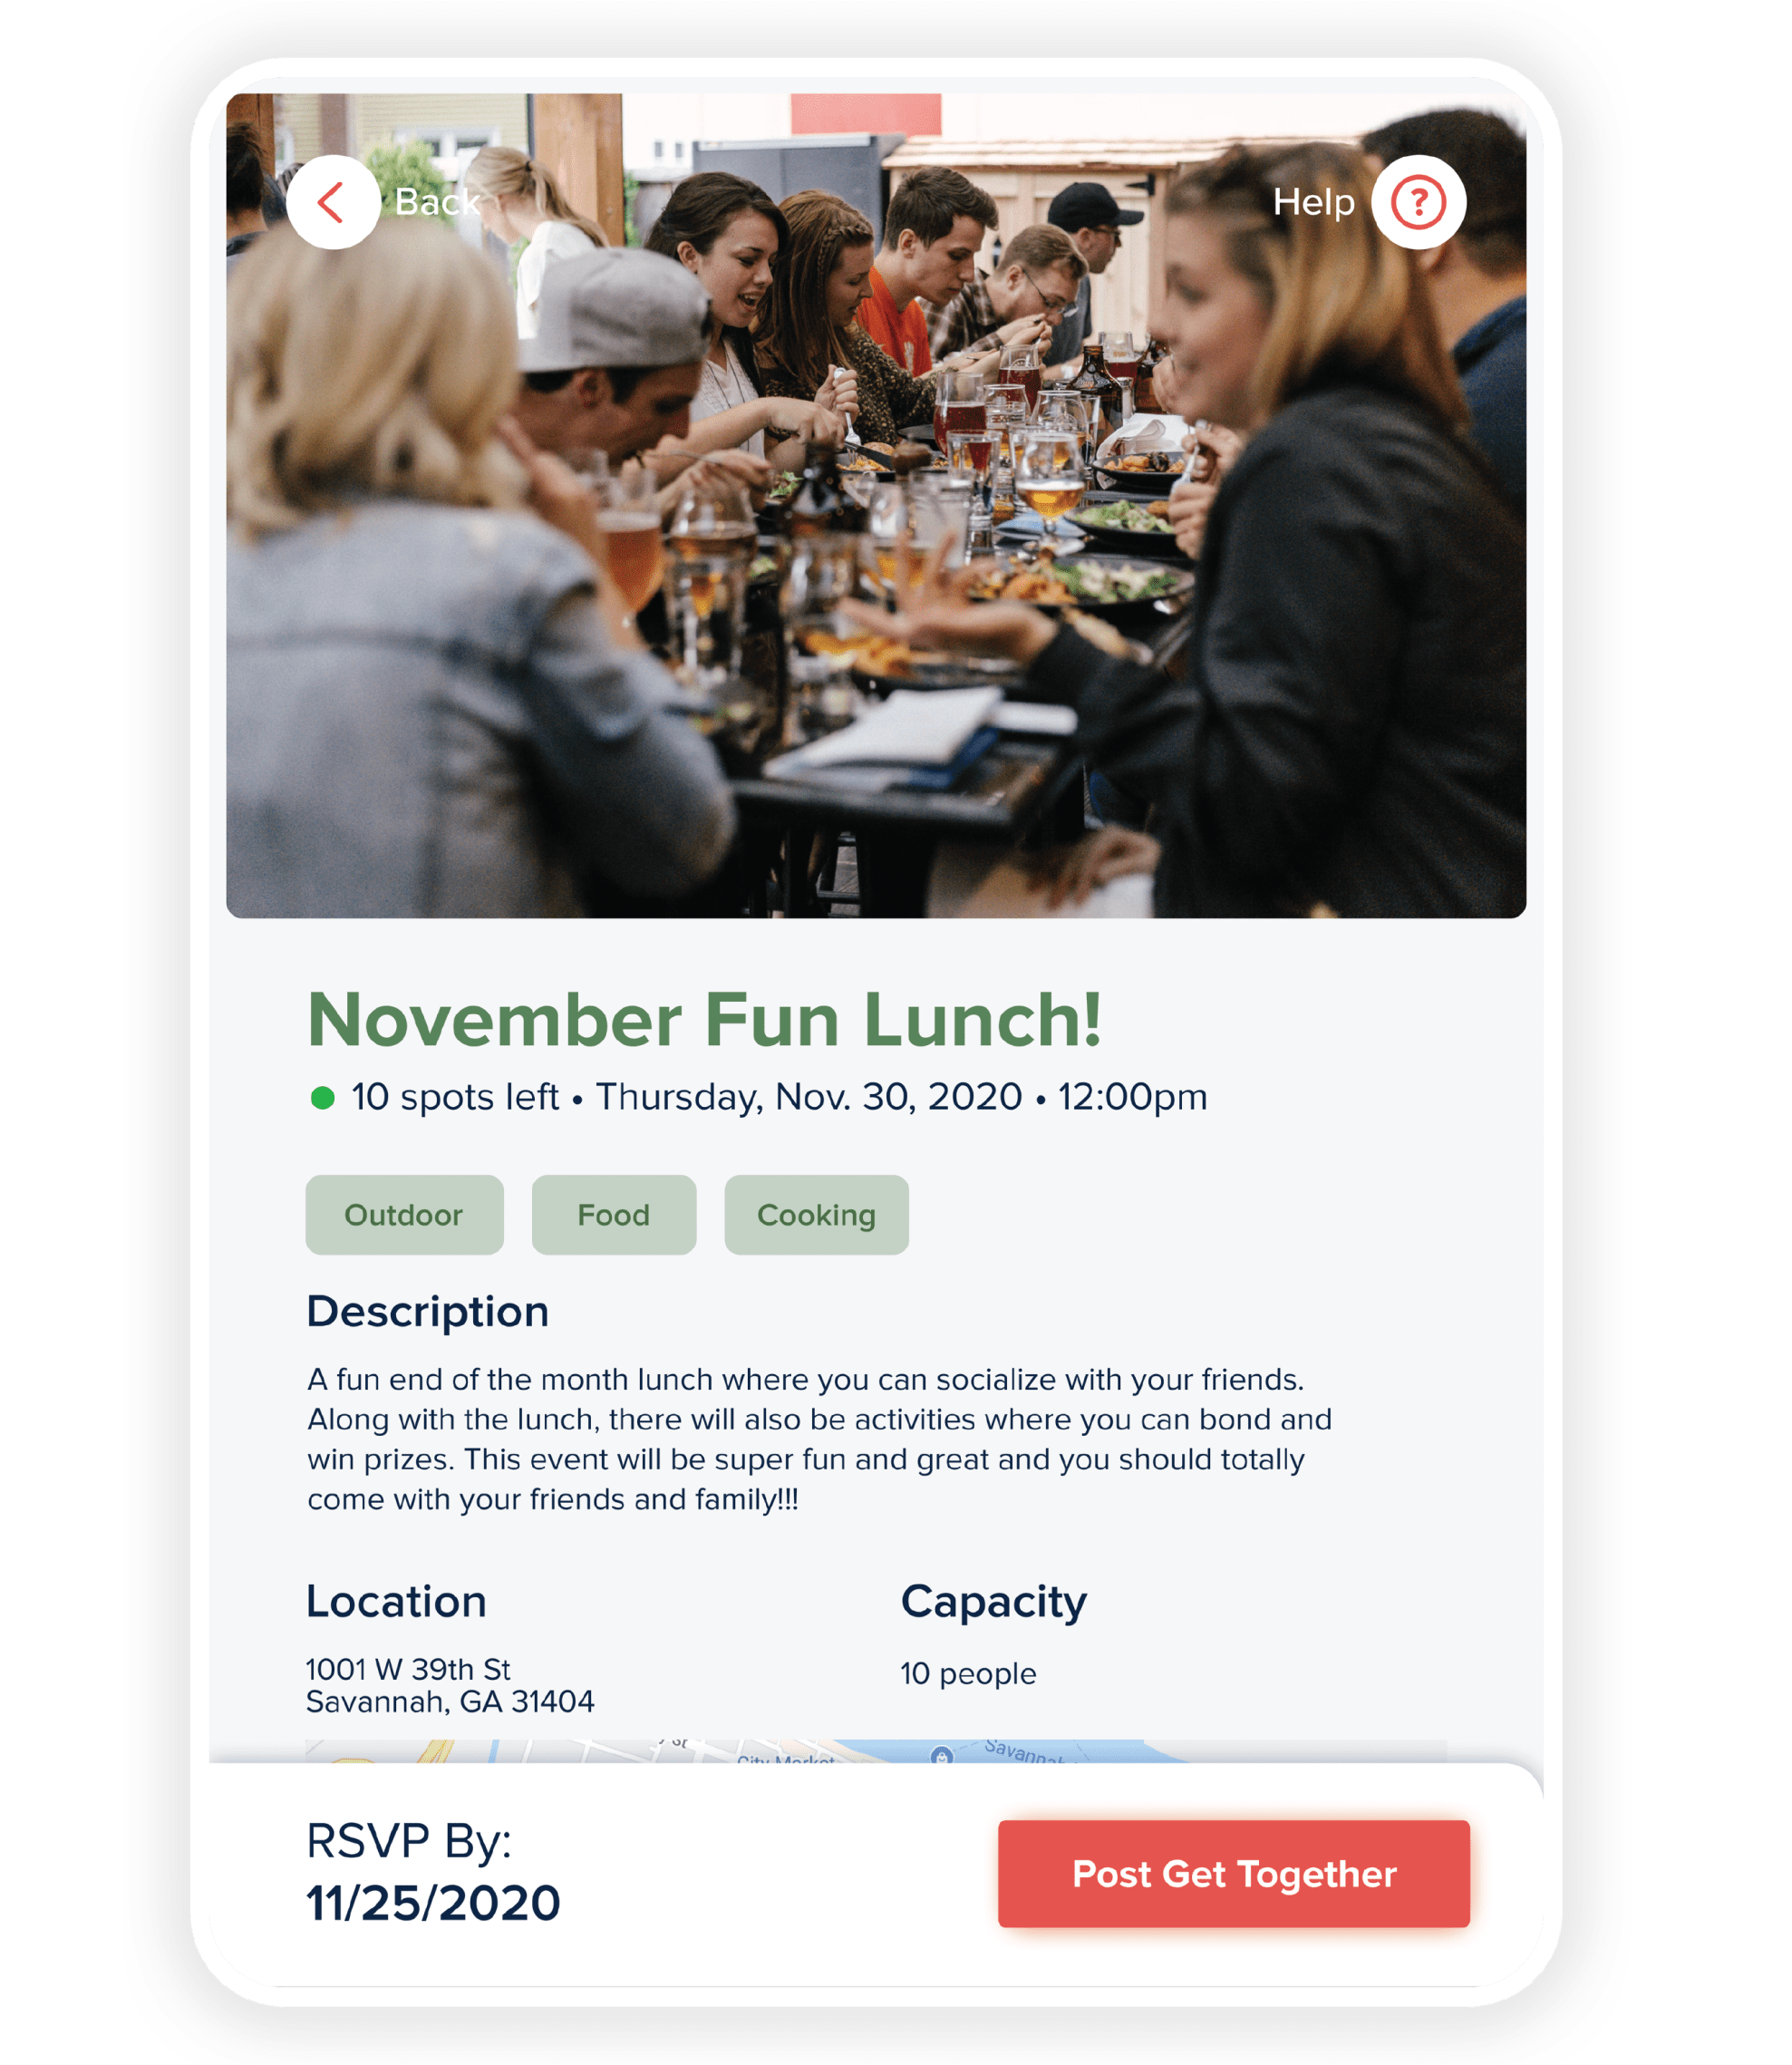 Back
Help
?
November Fun Lunch!
10 spots left • Thursday, Nov. 30, 2020 • 12:00pm
Outdoor
Food
Cooking
Description
A fun end of the month lunch where you can socialize with your friends.
Along with the lunch, there will also be activities where you can bond and
win prizes. This event will be super fun and great and you should totally
come with your friends and family!!!
Location
Capacity
1001 W 39th St
Savannah, GA 31404
10 people
City Market
RSVP By:
11/25/2020
Post Get Together